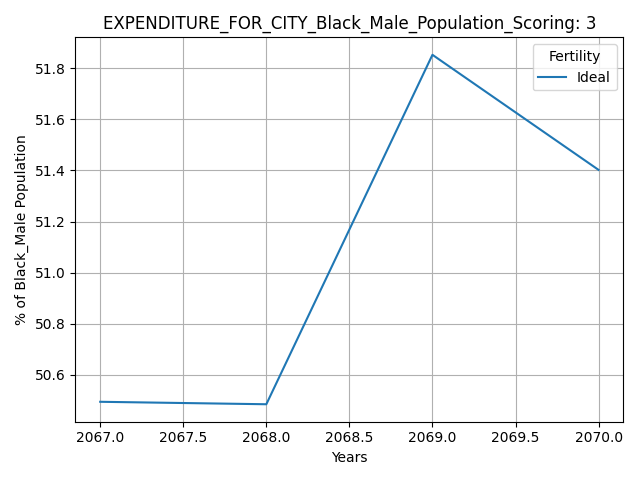 EXPENDITURE_FOR_CITY_Black_Male_Population_Scoring: 3
Fertility
Ideal
% of Black_Male Population
51.8
51.6
51.4
51.2
51.0
50.8
50.6
2067.0 2067.5 2068.0 2068.5 2069.0 2069.5 2070.0
Years